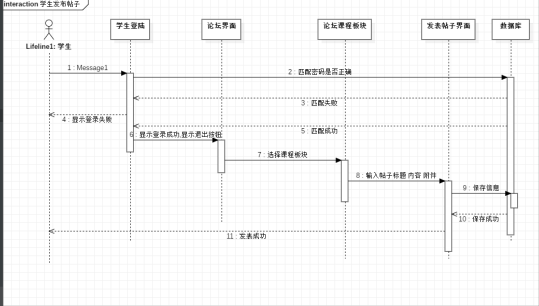 interaction 学生发布帖子
学生登陆
论坛界面
论坛课程板块
发表帖子界面
数据库
Lifeline1: 学生
1 : Message1
2 : 匹配密码是否正确
3 : 匹配失败
4 : 显示登录失败
5 : 匹配成功
6 : 显示登录成功,显示退出按钮
7 : 选择课程板块
8 : 输入帖子标题 内容 附件
9 : 保存信息
10 : 保存成功
11 : 发表成功